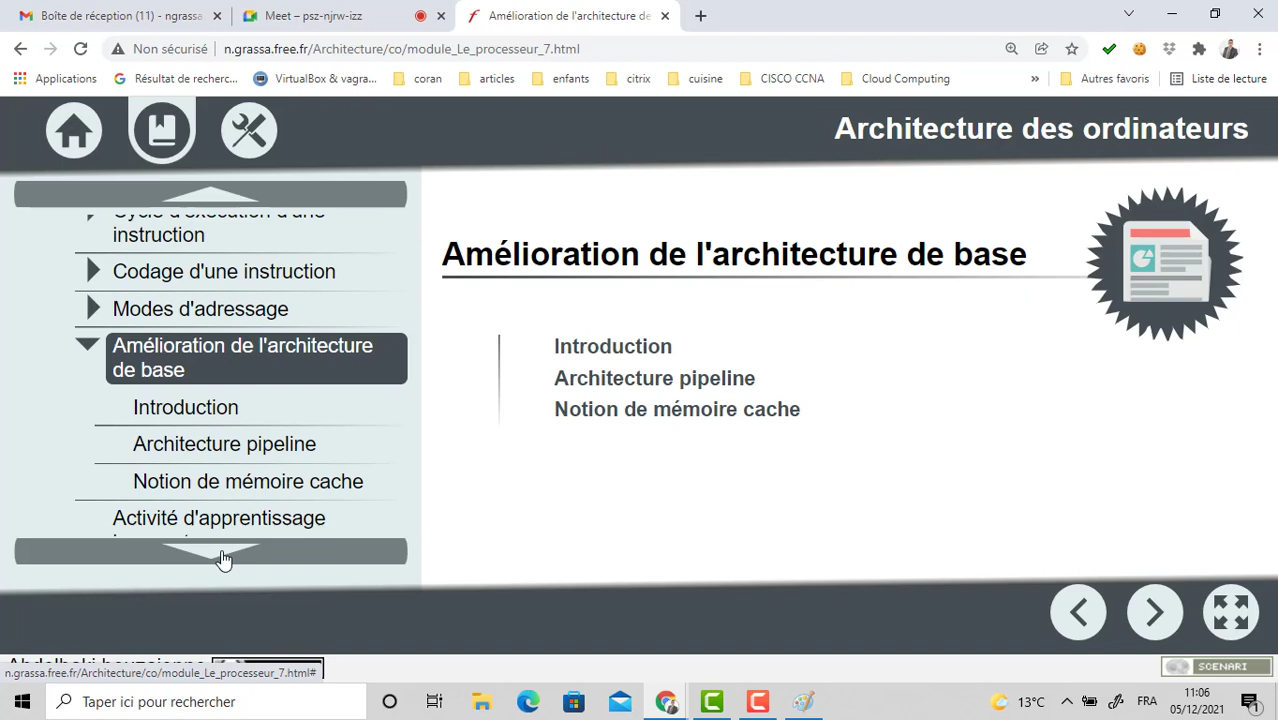 Boîte de réception (11) - ngrassa
Meet – psz-njrw-izz
Amélioration de l'architecture de
Non sécurisé
n.grassa.free.fr/Architecture/co/module_Le_processeur_7.html
Applications
Résultat de recherc...
VirtualBox & vagra...
coran
articles
enfants
citrix
cuisine
CISCO CCNA
Cloud Computing
»
Autres favoris
Liste de lecture
Architecture des ordinateurs
Cycle d'exécution d'une
instruction
Codage d'une instruction
Modes d'adressage
Amélioration de l'architecture
de base
Introduction
Architecture pipeline
Notion de mémoire cache
Activité d'apprentissage
Amélioration de l'architecture de base
Introduction
Architecture pipeline
Notion de mémoire cache
n.grassa.free.fr/Architecture/co/module_Le_processeur_7.html#
SCENARI
Taper ici pour rechercher
13°C
FRA
11:06
05/12/2021